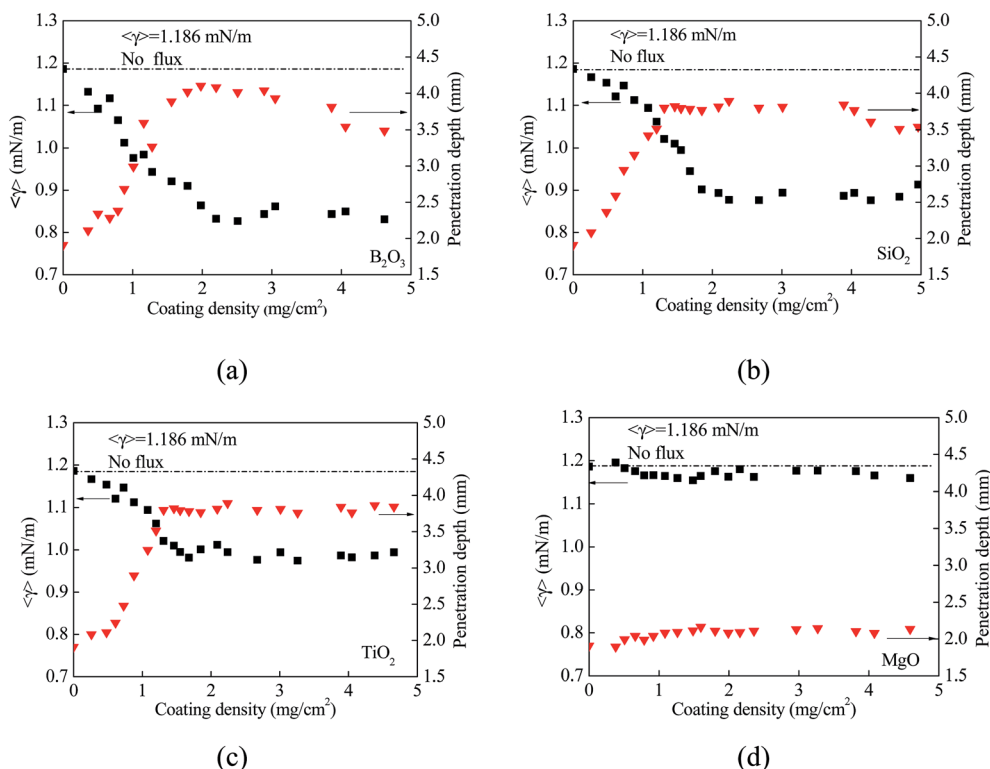 1.3
1.2
1.1
1.0
0.9
0.8
0.7
<γ> (mN/m)
<γ>=1.186 mN/m
No flux
B₂O₃
0 1 2 3 4 5
Coating density (mg/cm²)
5.0
4.5
4.0
3.5
3.0
2.5
2.0
1.5
Penetration depth (mm)
(a)
1.3
1.2
1.1
1.0
0.9
0.8
0.7
<γ> (mN/m)
<γ>=1.186 mN/m
No flux
SiO₂
0 1 2 3 4 5
Coating density (mg/cm²)
5.0
4.5
4.0
3.5
3.0
2.5
2.0
1.5
Penetration depth (mm)
(b)
1.3
1.2
1.1
1.0
0.9
0.8
0.7
<γ> (mN/m)
<γ>=1.186 mN/m
No flux
TiO₂
0 1 2 3 4 5
Coating density (mg/cm²)
5.0
4.5
4.0
3.5
3.0
2.5
2.0
1.5
Penetration depth (mm)
(c)
1.3
1.2
1.1
1.0
0.9
0.8
0.7
<γ> (mN/m)
<γ>=1.186 mN/m
No flux
MgO
0 1 2 3 4 5
Coating density (mg/cm²)
5.0
4.5
4.0
3.5
3.0
2.5
2.0
1.5
Penetration depth (mm)
(d)